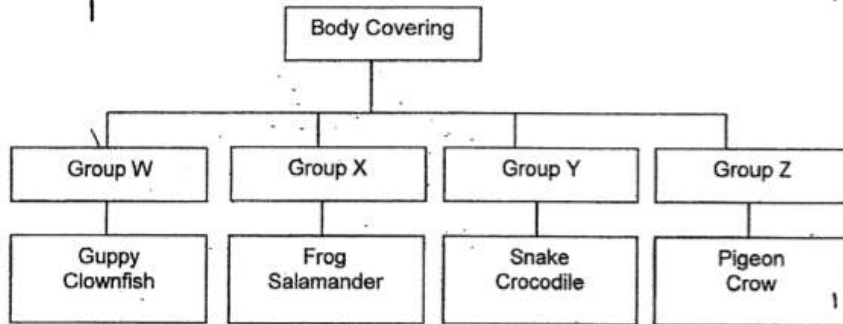 Body Covering
Group W
Group X
Group Y
Group Z
Guppy
Clownfish
Frog
Salamander
Snake
Crocodile
Pigeon
Crow